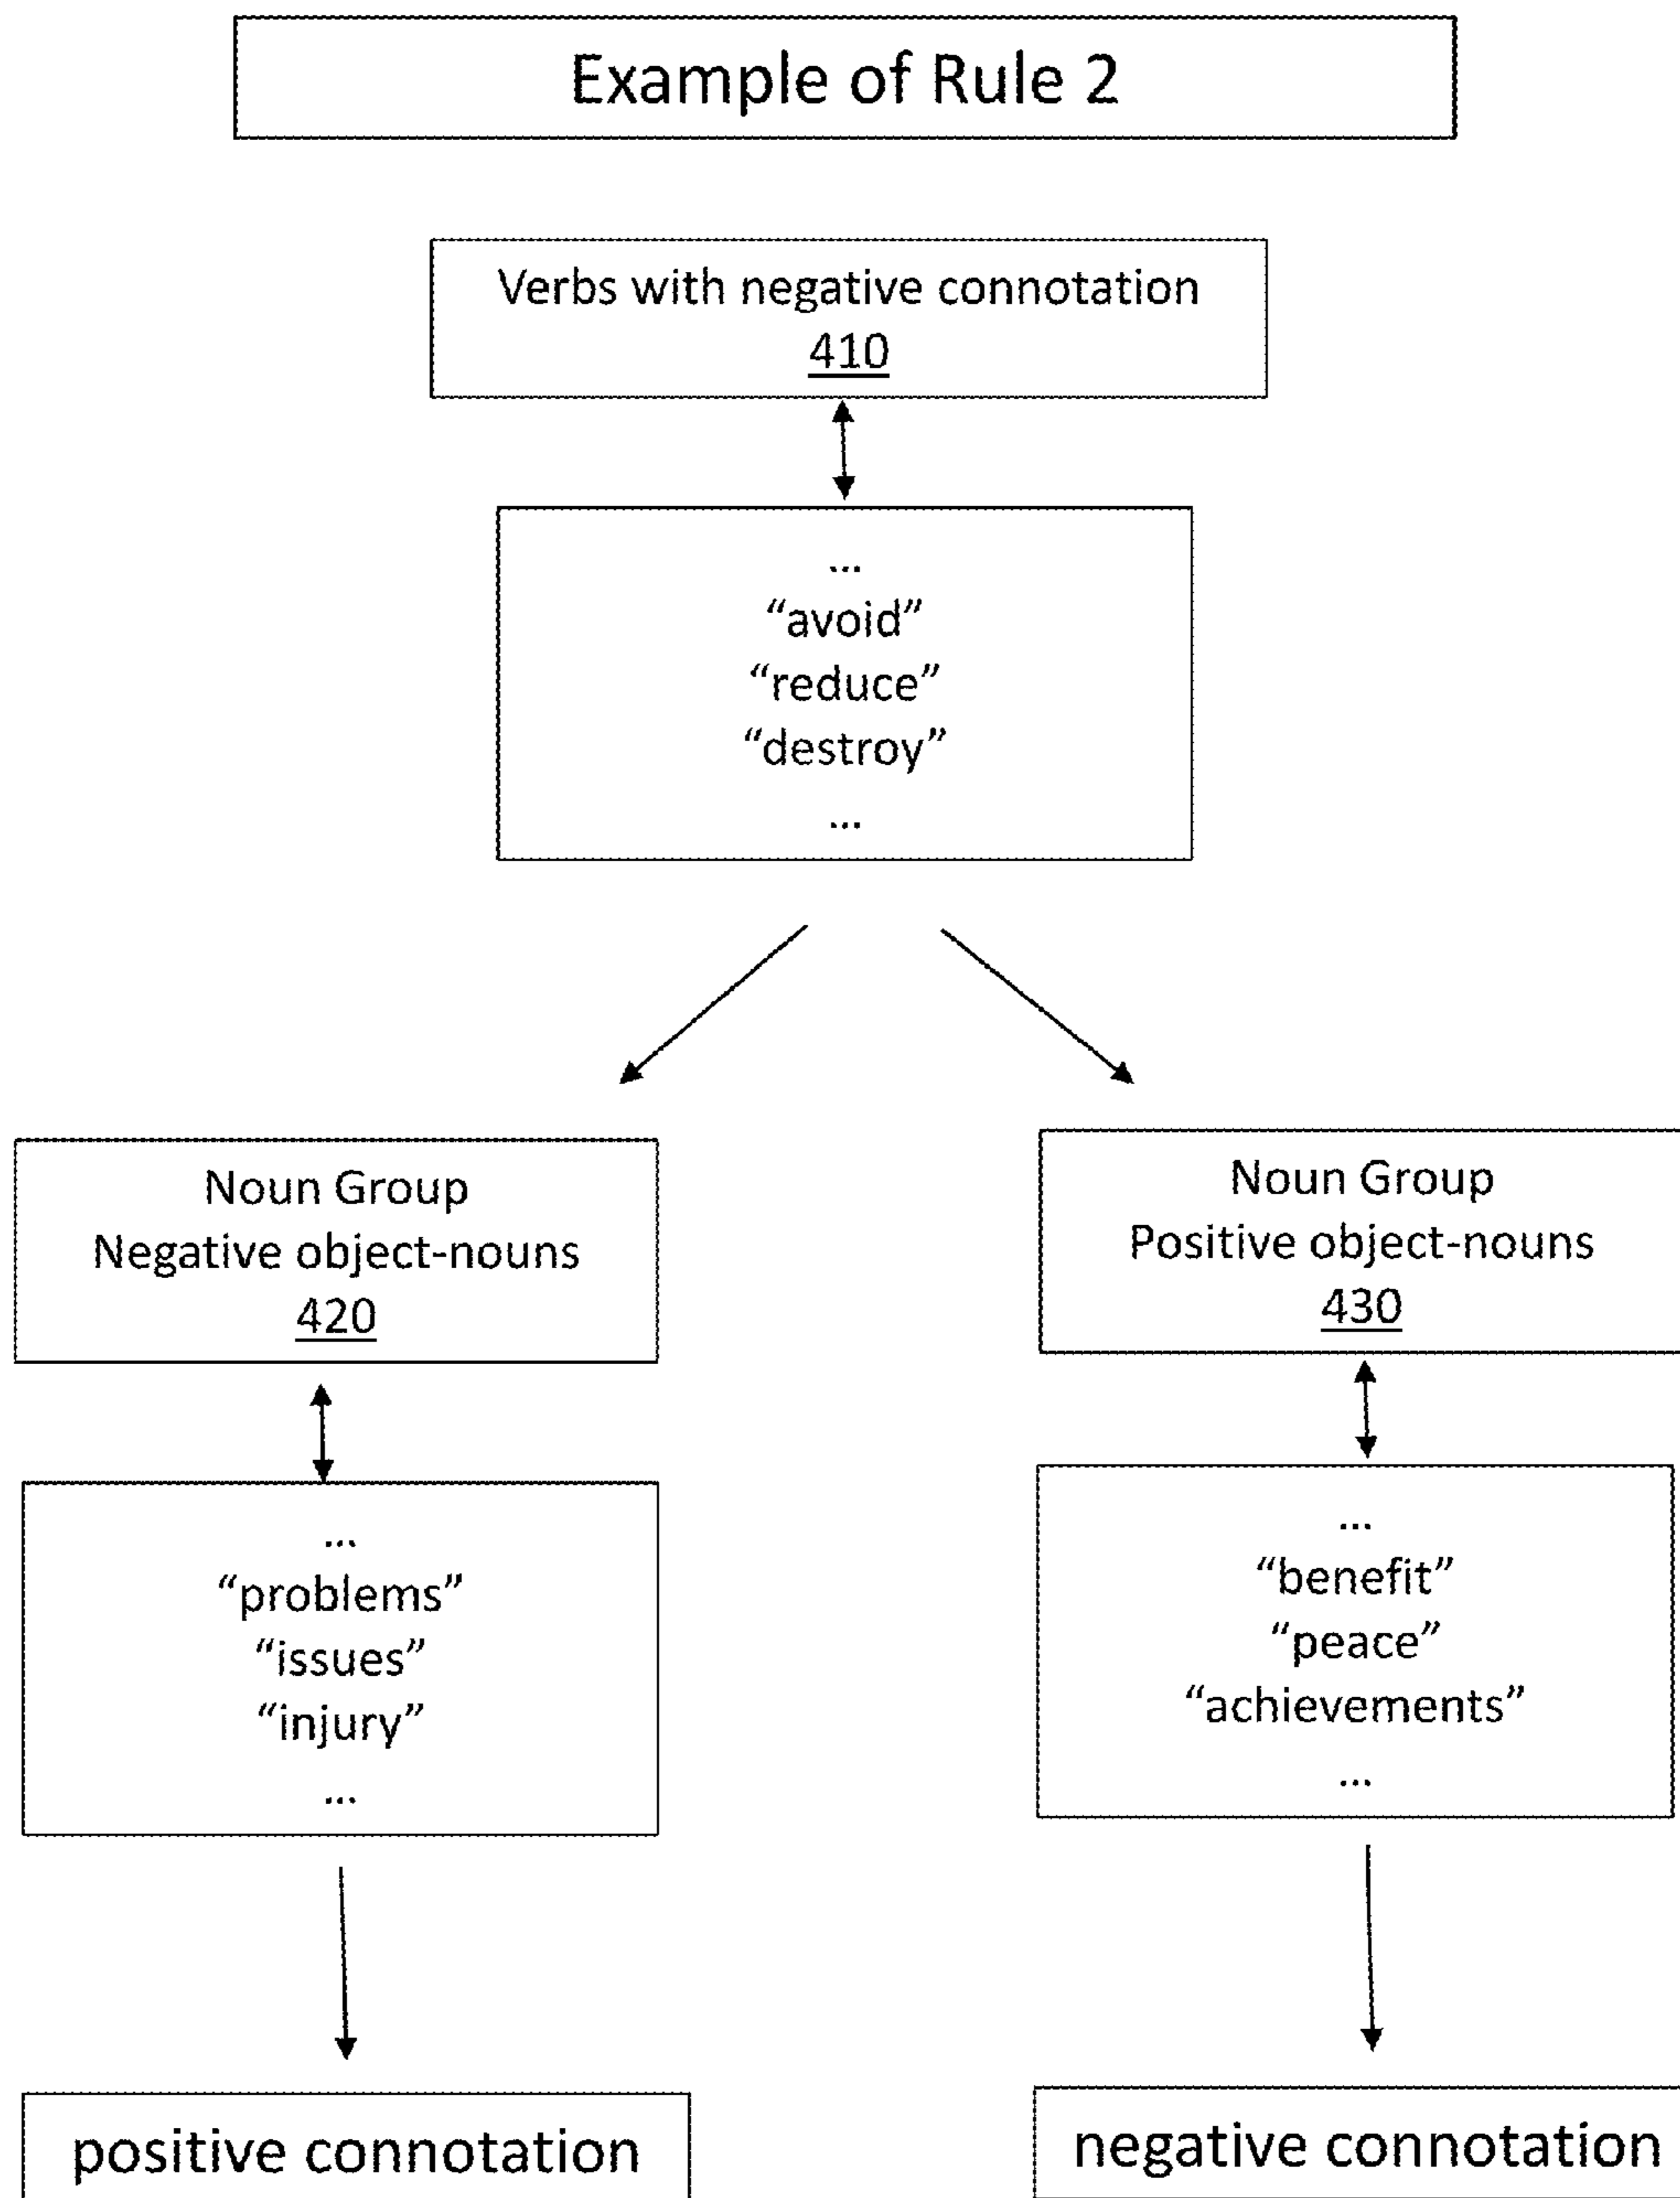 Example of Rule 2
Verbs with negative connotation
410
...
“avoid”
“reduce”
“destroy”
...
Noun Group
Negative object-nouns
420
...
“problems”
“issues”
“injury”
...
positive connotation
Noun Group
Positive object-nouns
430
...
“benefit”
“peace”
“achievements”
...
negative connotation